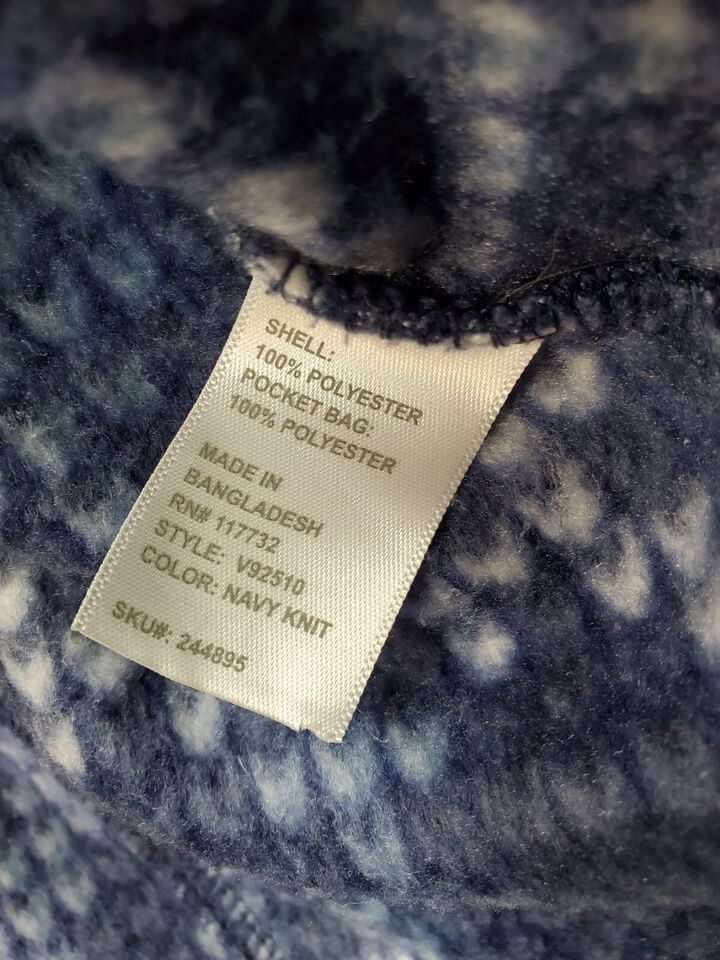 SHELL:
100% POLYESTER
POCKET BAG:
100% POLYESTER
MADE IN
BANGLADESH
RN# 117732
STYLE: V92510
COLOR: NAVY KNIT
SKU#: 244895